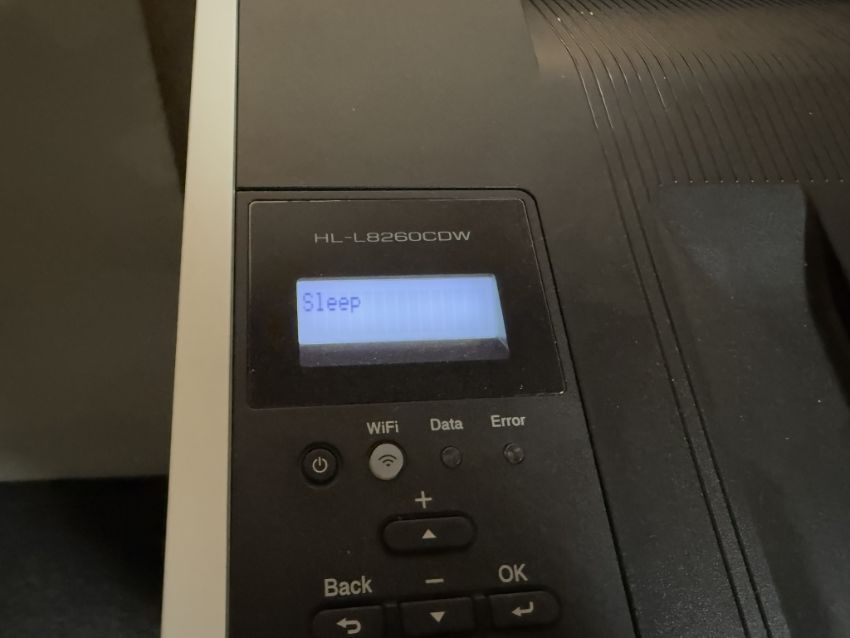 HL-L8260CDW
Sleep
WiFi Data Error
+
Back − OK